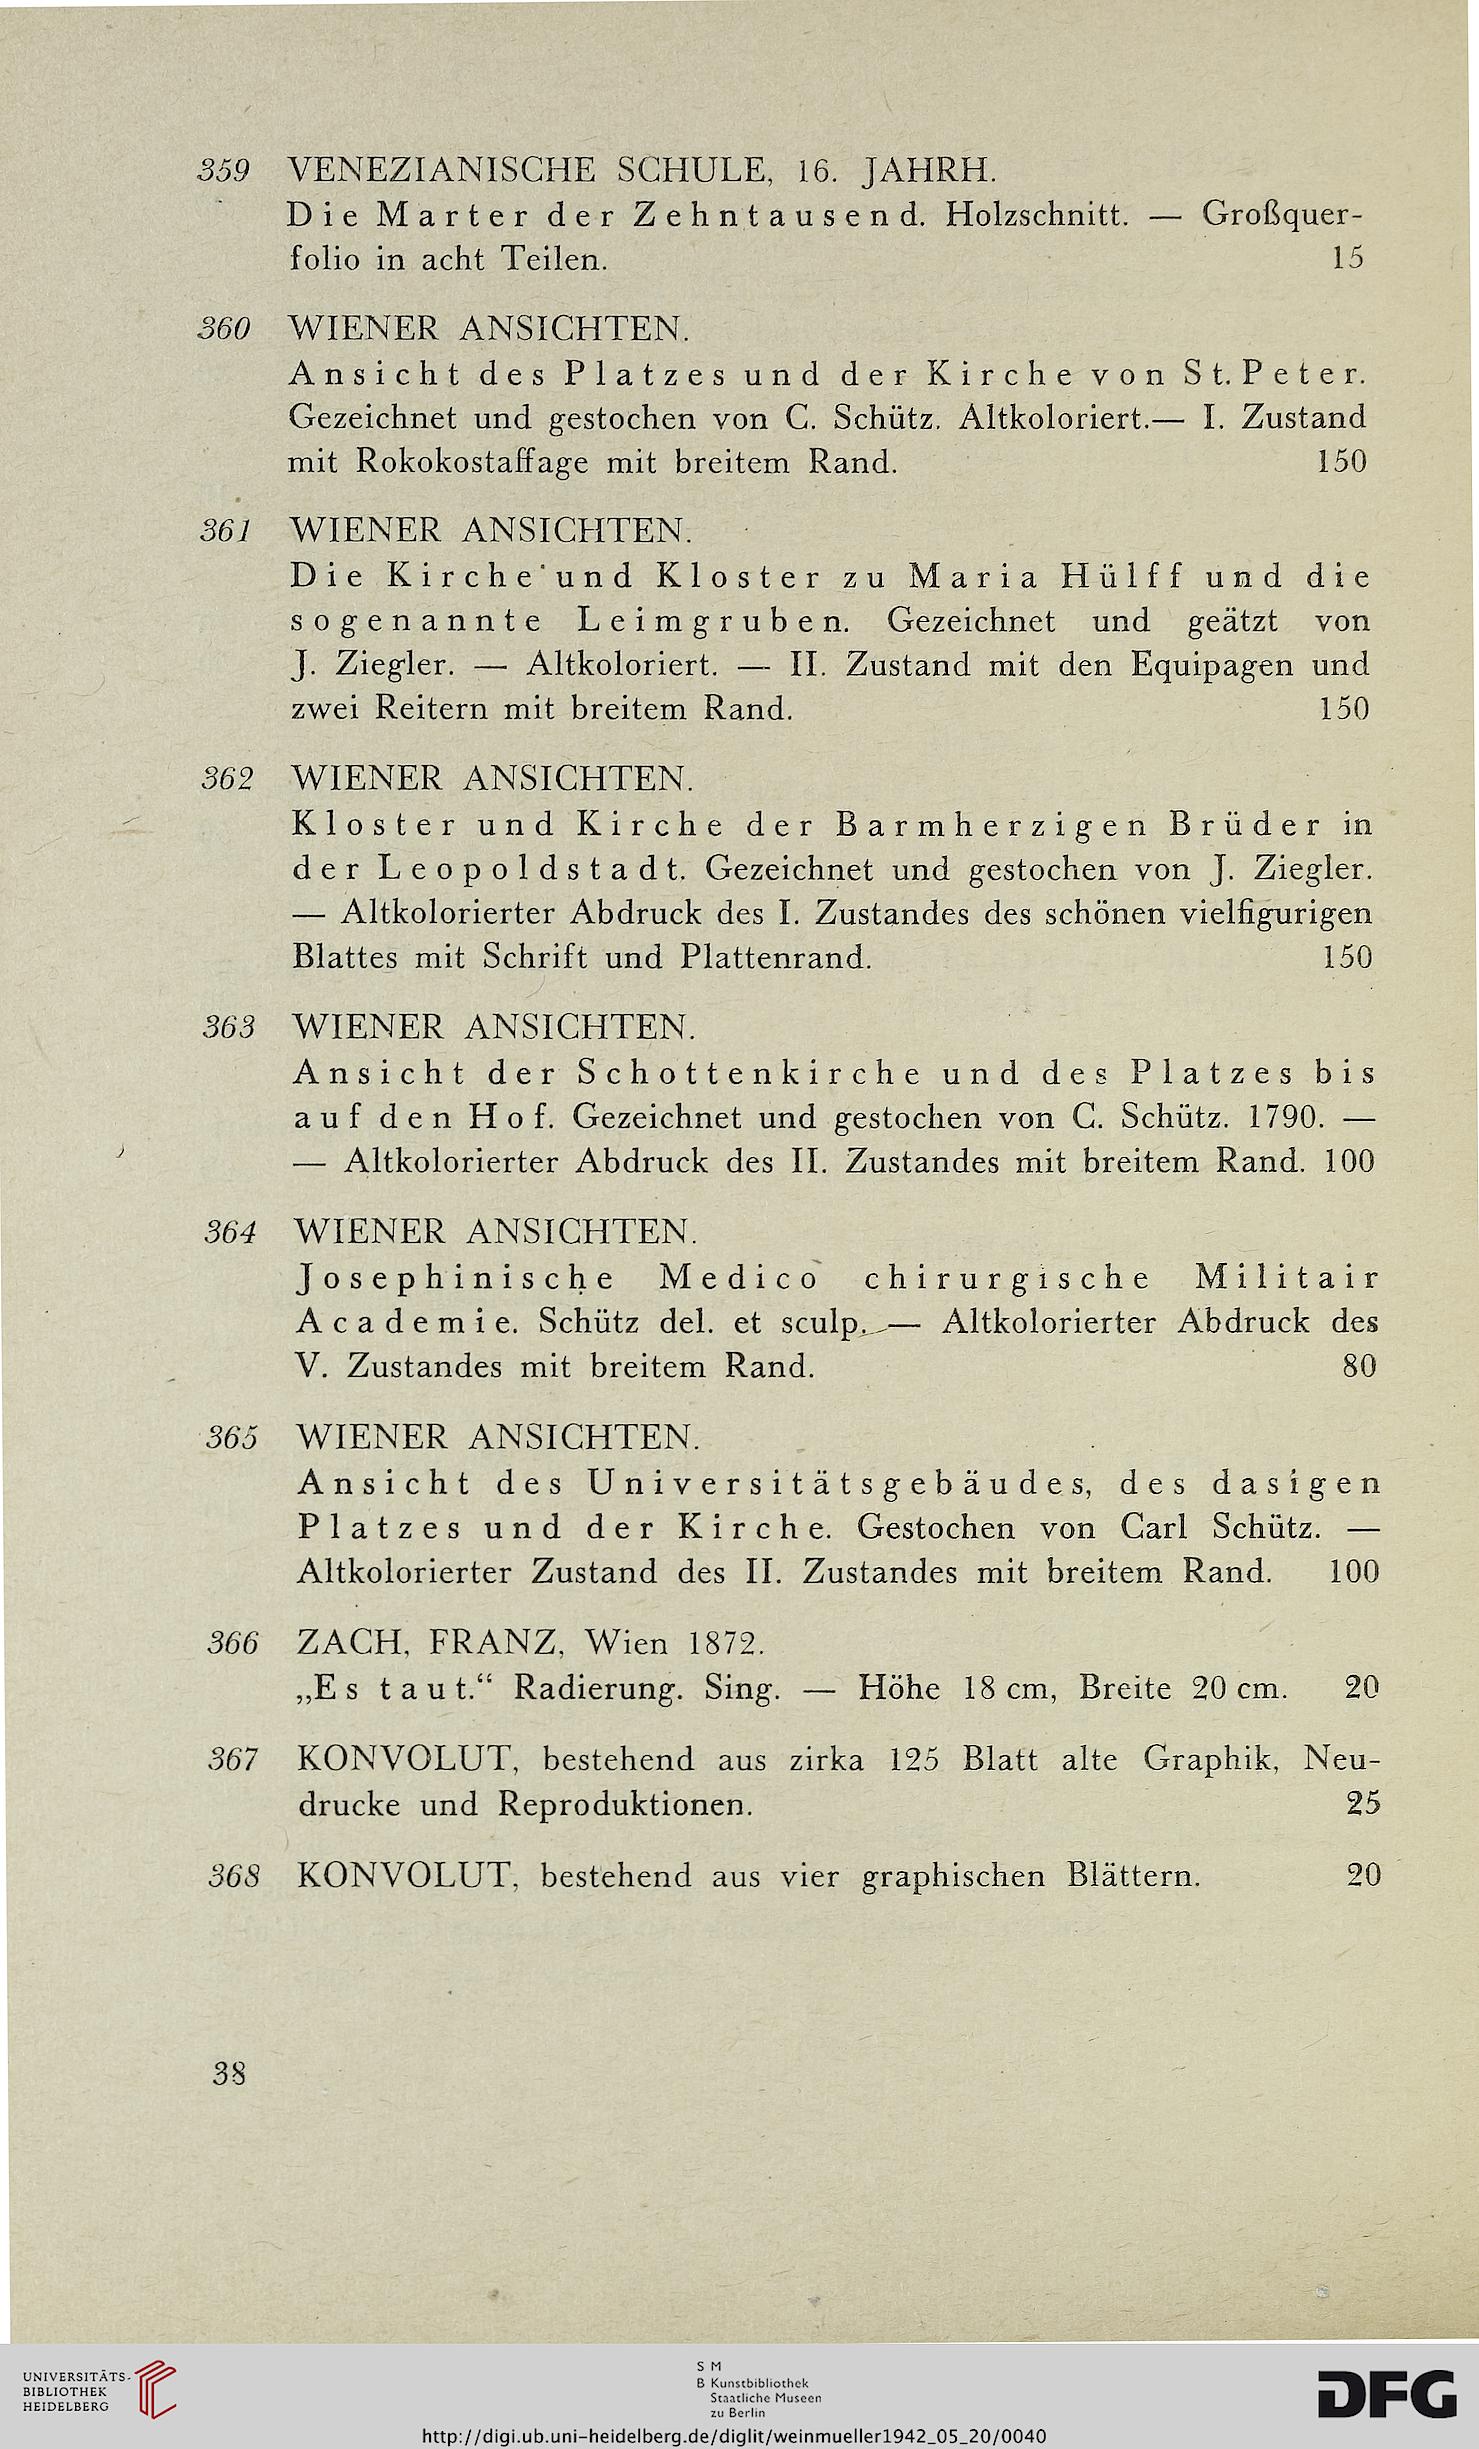 359 VENEZIANISCHE SCHULE, 16. JAHRH.
Die Marter der Zehntausend. Holzschnitt. — Großquer-
folio in acht Teilen. 15
360 WIENER ANSICHTEN.
Ansicht des Platzes und der Kirche von St. Peter.
Gezeichnet und gestochen von C. Schütz. Altkoloriert.— I. Zustand
mit Rokokostaffage mit breitem Rand. 150
361 WIENER ANSICHTEN.
Die Kirche und Kloster zu Maria Hülff und die
sogenannte Leimgruben. Gezeichnet und geätzt von
J. Ziegler. — Altkoloriert. — II. Zustand mit den Equipagen und
zwei Reitern mit breitem Rand. 150
362 WIENER ANSICHTEN.
Kloster und Kirche der Barmherzigen Brüder in
der Leopoldstadt. Gezeichnet und gestochen von J. Ziegler.
— Altkolorierter Abdruck des I. Zustandes des schönen vielfigurigen
Blattes mit Schrift und Plattenrand. 150
363 WIENER ANSICHTEN.
Ansicht der Schottenkirche und des Platzes bis
auf den Hof. Gezeichnet und gestochen von C. Schütz. 1790. —
— Altkolorierter Abdruck des II. Zustandes mit breitem Rand. 100
364 WIENER ANSICHTEN.
Josephinische Medico chirurgische Militair
Academie. Schütz del. et sculp. — Altkolorierter Abdruck des
V. Zustandes mit breitem Rand. 80
365 WIENER ANSICHTEN.
Ansicht des Universitätsgebäudes, des dasigen
Platzes und der Kirche. Gestochen von Carl Schütz. —
Altkolorierter Zustand des II. Zustandes mit breitem Rand. 100
366 ZACH, FRANZ, Wien 1872.
„Es taut.“ Radierung. Sing. — Höhe 18 cm, Breite 20 cm. 20
367 KONVOLUT, bestehend aus zirka 125 Blatt alte Graphik, Neu-
drucke und Reproduktionen. 25
368 KONVOLUT, bestehend aus vier graphischen Blättern. 20
38
UNIVERSITÄTS-
BIBLIOTHEK
HEIDELBERG
S M
B Kunstbibliothek
Staatliche Museen
zu Berlin
DFG
http://digi.ub.uni-heidelberg.de/diglit/weinmueller1942_05_20/0040